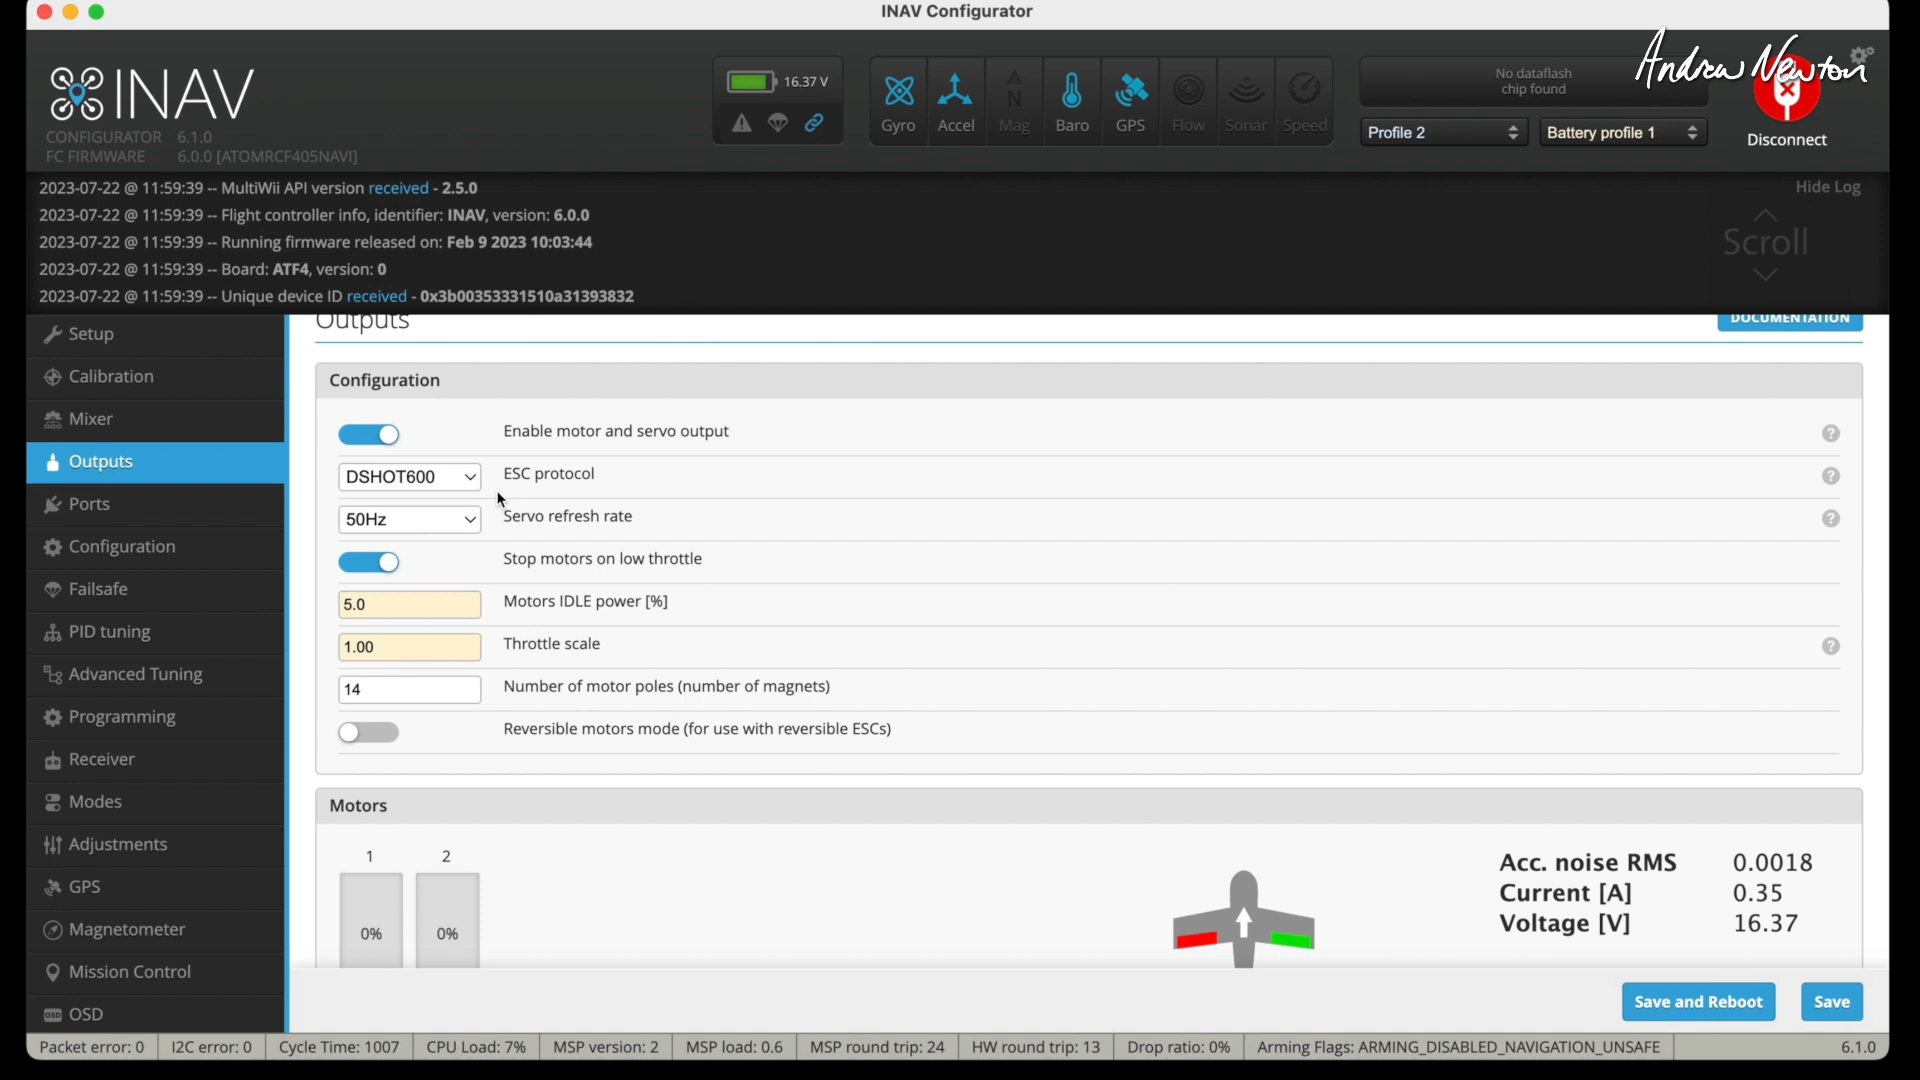 INAV Configurator
Andrew Newton
INAV
CONFIGURATOR 6.1.0
FC FIRMWARE 6.0.0 [ATOMRCF405NAVI]
16.37 V
Gyro Accel Mag Baro GPS Flow Sonar Speed
No dataflash
chip found
Profile 2
Battery profile 1
Disconnect
2023-07-22 @ 11:59:39 -- MultiWii API version received - 2.5.0
2023-07-22 @ 11:59:39 -- Flight controller info, identifier: INAV, version: 6.0.0
2023-07-22 @ 11:59:39 -- Running firmware released on: Feb 9 2023 10:03:44
2023-07-22 @ 11:59:39 -- Board: ATF4, version: 0
2023-07-22 @ 11:59:39 -- Unique device ID received - 0x3b00353331510a31393832
Hide Log
Scroll
Setup
Calibration
Mixer
Outputs
Ports
Configuration
Failsafe
PID tuning
Advanced Tuning
Programming
Receiver
Modes
Adjustments
GPS
Magnetometer
Mission Control
OSD
Outputs
DOCUMENTATION
Configuration
Enable motor and servo output
DSHOT600 ESC protocol
50Hz Servo refresh rate
Stop motors on low throttle
5.0 Motors IDLE power [%]
1.00 Throttle scale
14 Number of motor poles (number of magnets)
Reversible motors mode (for use with reversible ESCs)
Motors
1 2
0% 0%
Acc. noise RMS 0.0018
Current [A] 0.35
Voltage [V] 16.37
Save and Reboot
Save
Packet error: 0 I2C error: 0 Cycle Time: 1007 CPU Load: 7% MSP version: 2 MSP load: 0.6 MSP round trip: 24 HW round trip: 13 Drop ratio: 0% Arming Flags: ARMING_DISABLED_NAVIGATION_UNSAFE 6.1.0